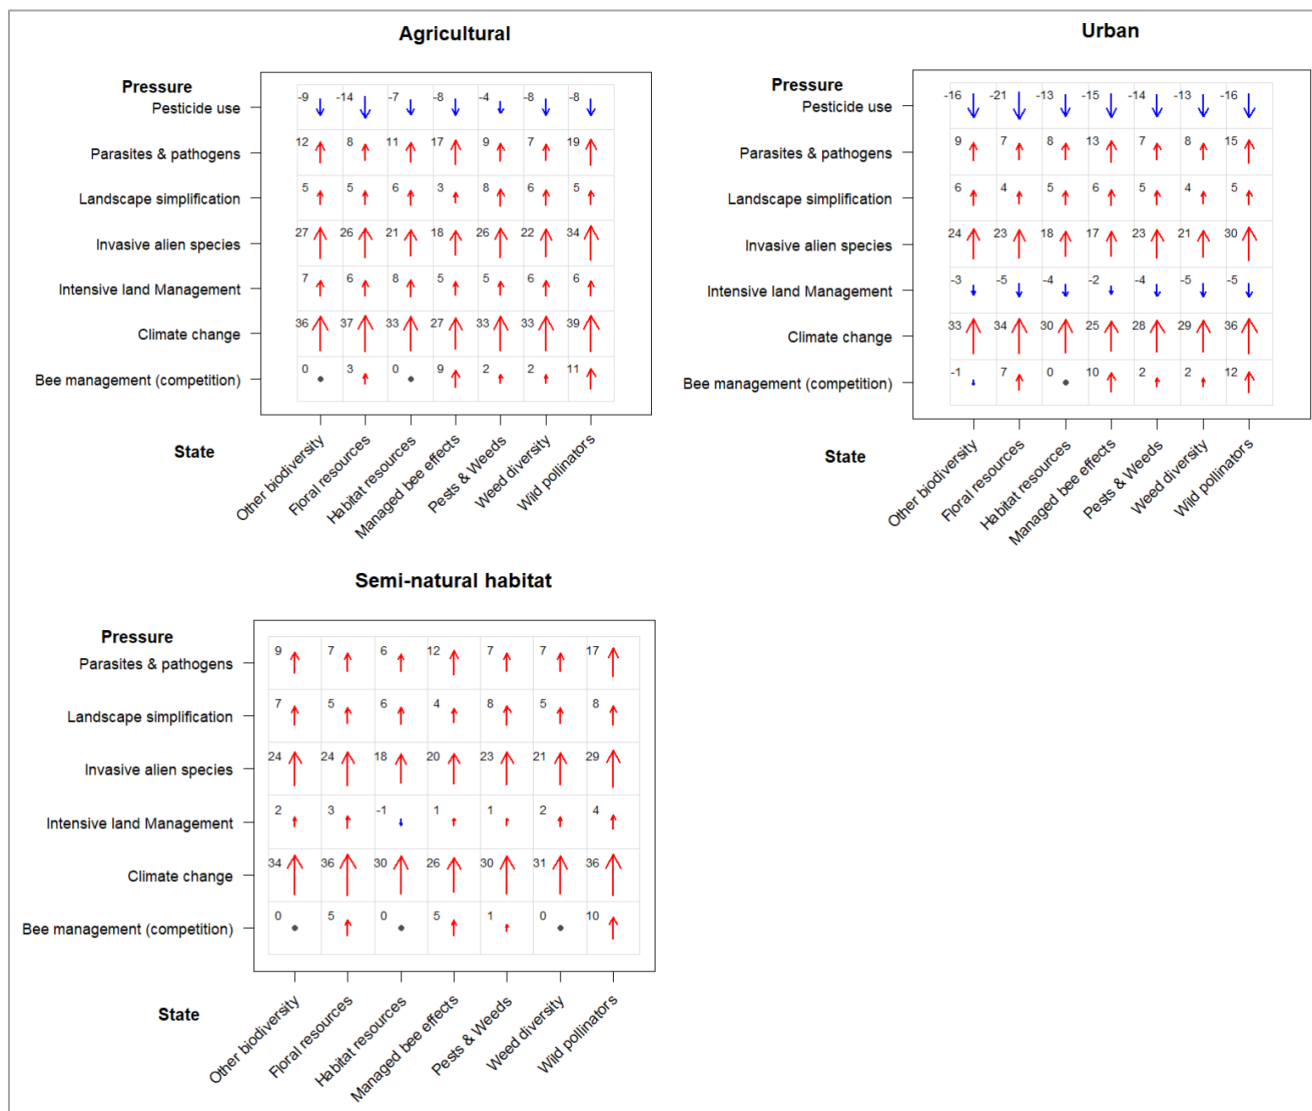 Agricultural
Pressure
Pesticide use -9 -14 -7 -8 -4 -8 -8
Parasites & pathogens 12 8 11 17 9 7 19
Landscape simplification 5 5 6 3 8 6 5
Invasive alien species 27 26 21 18 26 22 34
Intensive land Management 7 6 8 5 5 6 6
Climate change 36 37 33 27 33 33 39
Bee management (competition) 0 3 0 9 2 2 11
State
Other biodiversity
Floral resources
Habitat resources
Managed bee effects
Pests & Weeds
Weed diversity
Wild pollinators
Urban
Pressure
Pesticide use -16 -21 -13 -15 -14 -13 -16
Parasites & pathogens 9 7 8 13 7 8 15
Landscape simplification 6 4 5 6 5 4 5
Invasive alien species 24 23 18 17 23 21 30
Intensive land Management -3 -5 -4 -2 -4 -5 -5
Climate change 33 34 30 25 28 29 36
Bee management (competition) -1 7 0 10 2 2 12
State
Other biodiversity
Floral resources
Habitat resources
Managed bee effects
Pests & Weeds
Weed diversity
Wild pollinators
Semi-natural habitat
Pressure
Parasites & pathogens 9 7 6 12 7 7 17
Landscape simplification 7 5 6 4 8 5 8
Invasive alien species 24 24 18 20 23 21 29
Intensive land Management 2 3 -1 1 1 2 4
Climate change 34 36 30 26 30 31 36
Bee management (competition) 0 5 0 5 1 0 10
State
Other biodiversity
Floral resources
Habitat resources
Managed bee effects
Pests & Weeds
Weed diversity
Wild pollinators